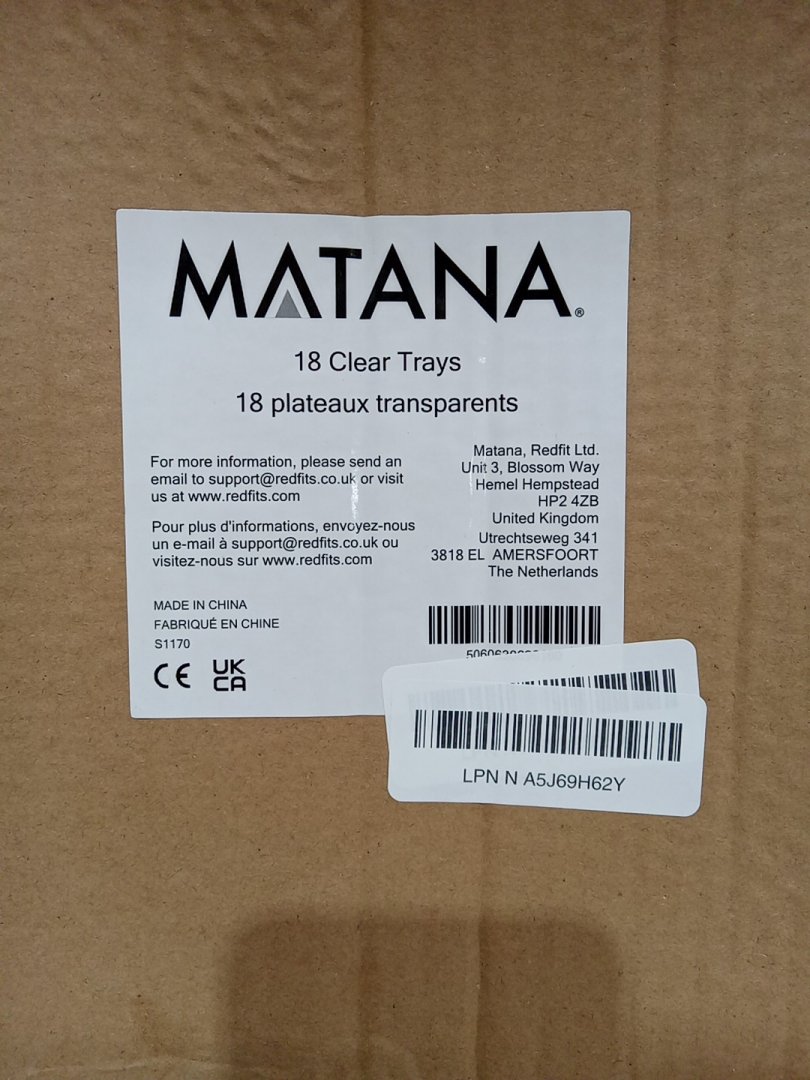 MATANA®
18 Clear Trays
18 plateaux transparents
For more information, please send an
email to support@redfits.co.uk or visit
us at www.redfits.com
Pour plus d'informations, envoyez-nous
un e-mail à support@redfits.co.uk ou
visitez-nous sur www.redfits.com
MADE IN CHINA
FABRIQUÉ EN CHINE
S1170
CE UK
CA
Matana, Redfit Ltd.
Unit 3, Blossom Way
Hemel Hempstead
HP2 4ZB
United Kingdom
Utrechtseweg 341
3818 EL AMERSFOORT
The Netherlands
LPN N A5J69H62Y